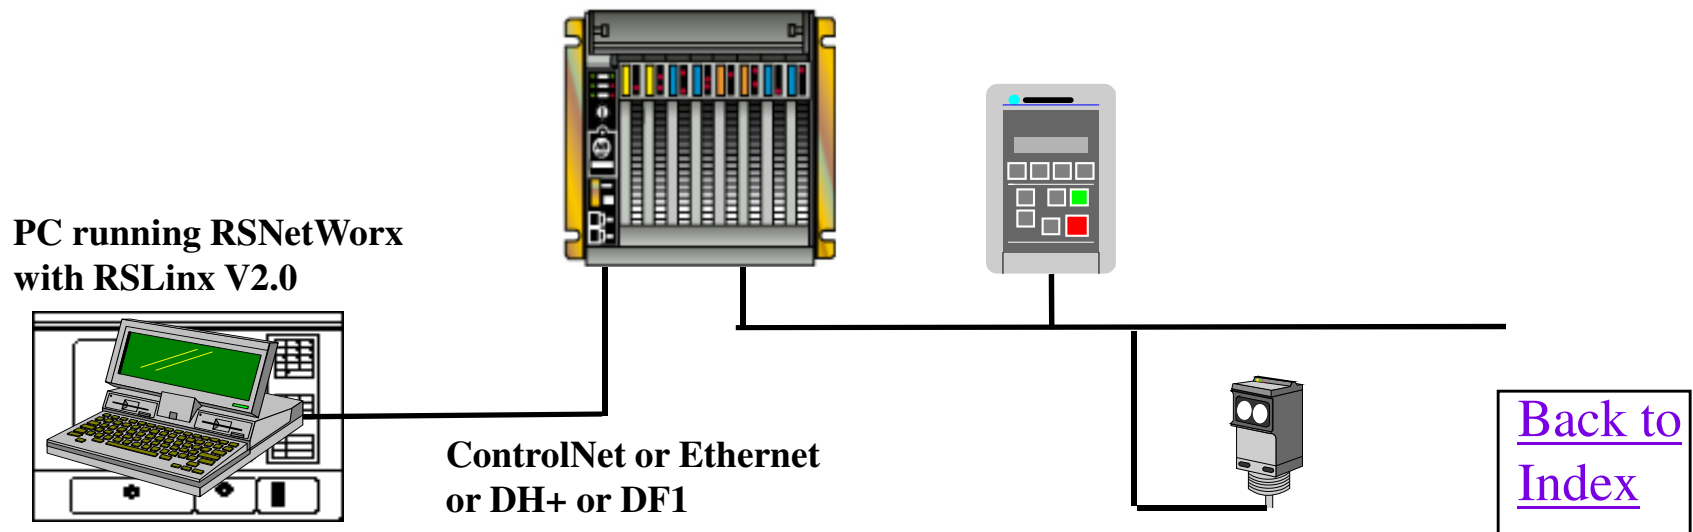 PC running RSNetWorx
with RSLinx V2.0
ControlNet or Ethernet
or DH+ or DF1
Back to
Index